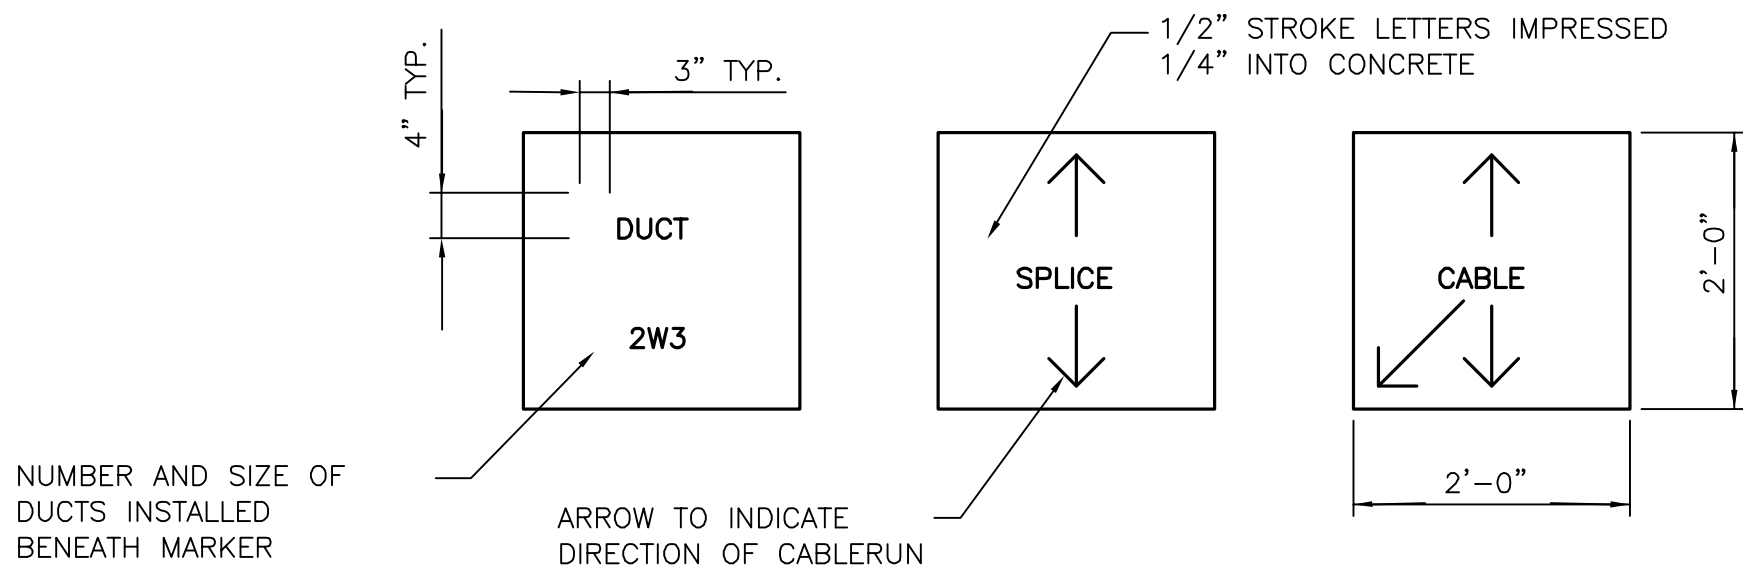 1/2” STROKE LETTERS IMPRESSED
1/4” INTO CONCRETE
4” TYP.
3” TYP.
DUCT
2W3
SPLICE
CABLE
2’-0”
2’-0”
NUMBER AND SIZE OF
DUCTS INSTALLED
BENEATH MARKER
ARROW TO INDICATE
DIRECTION OF CABLERUN